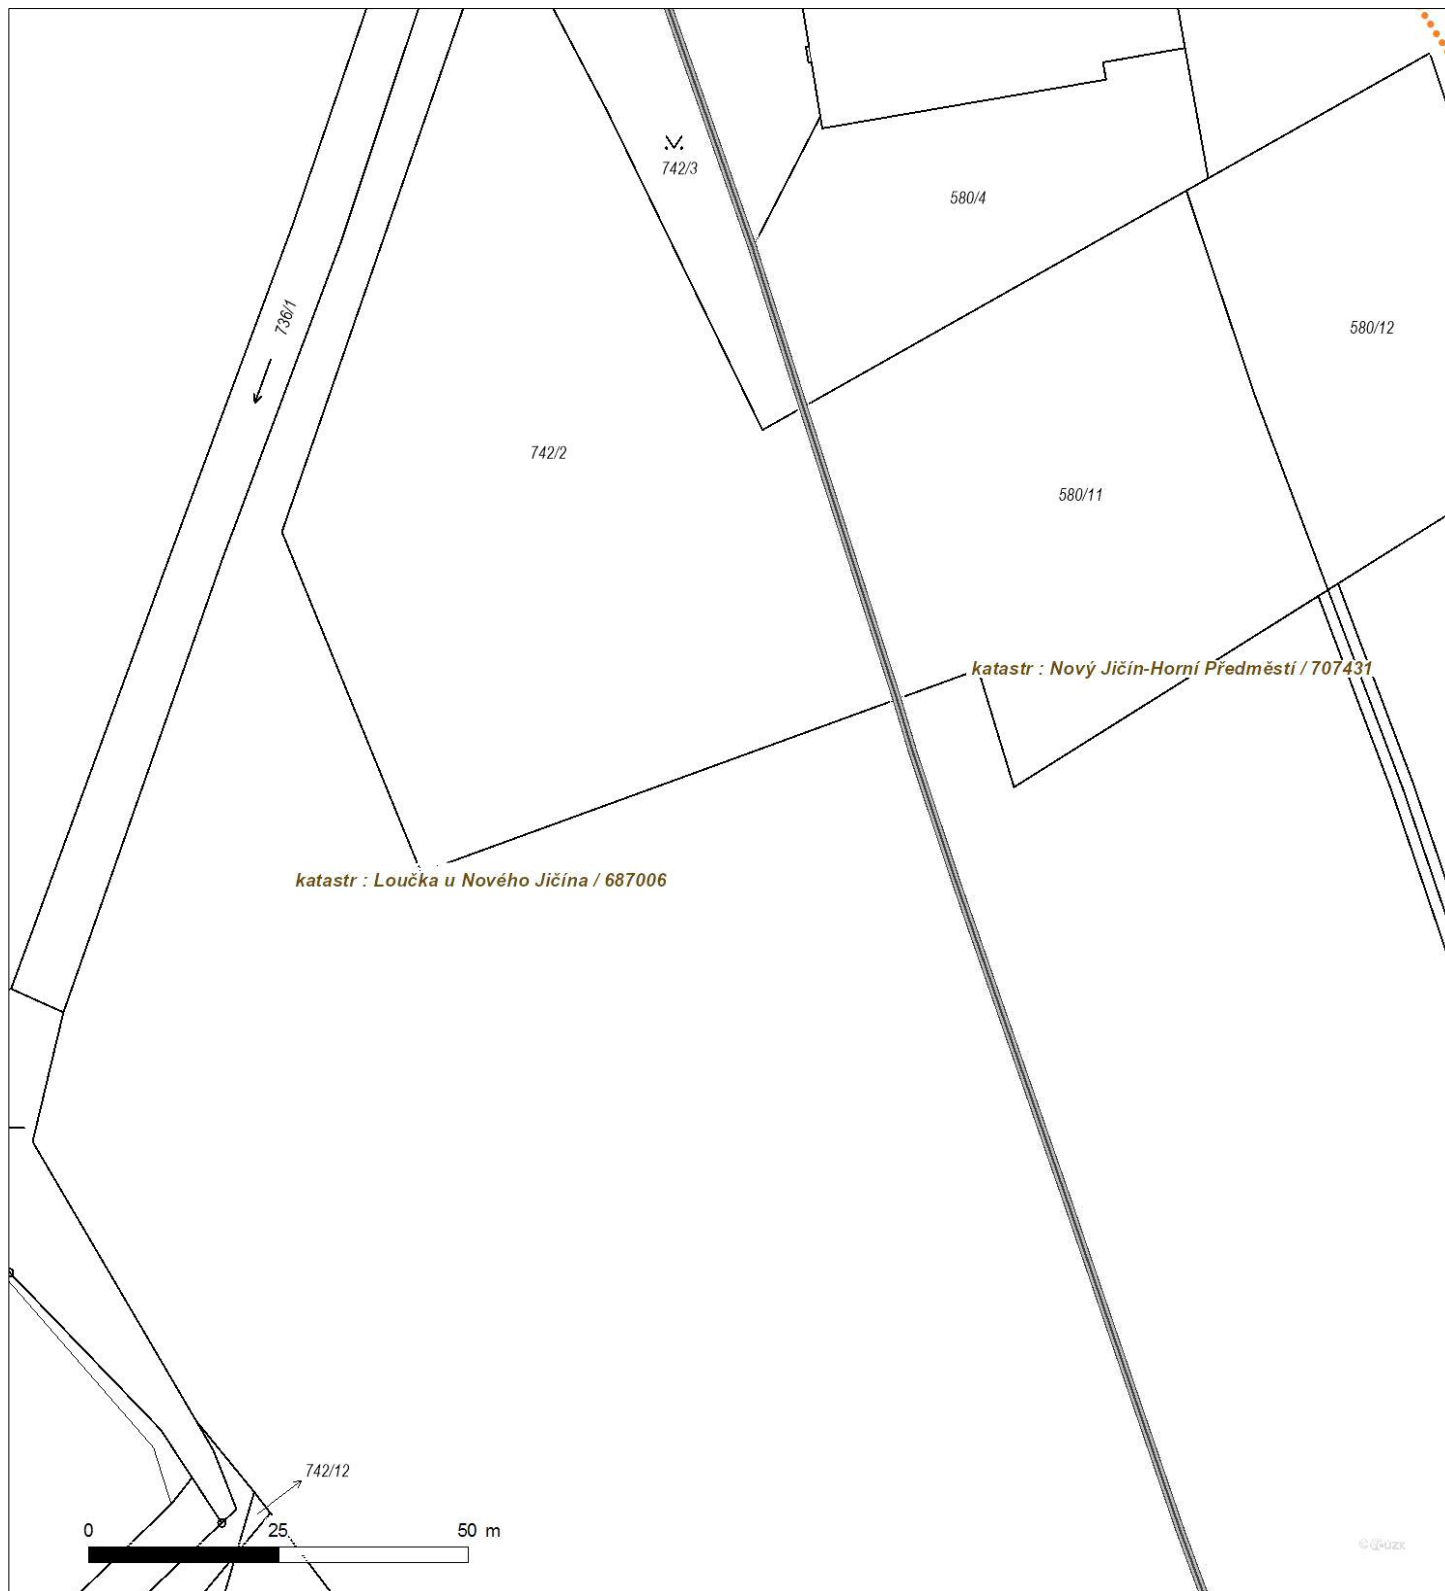 742/3
580/4
736/1
580/12
742/2
580/11
katastr : Nový Jičín-Horní Předměstí / 707431
katastr : Loučka u Nového Jičína / 687006
742/12
0 25 50 m